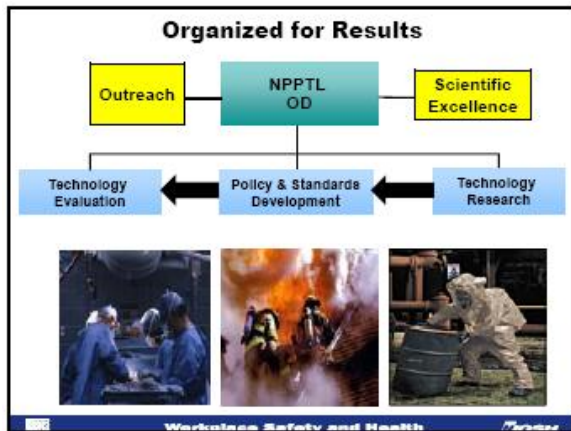 Organized for Results
NPPTL
OD
Outreach
Scientific
Excellence
Technology
Evaluation
Policy & Standards
Development
Technology
Research
Workplace Safety and Health
NIOSH